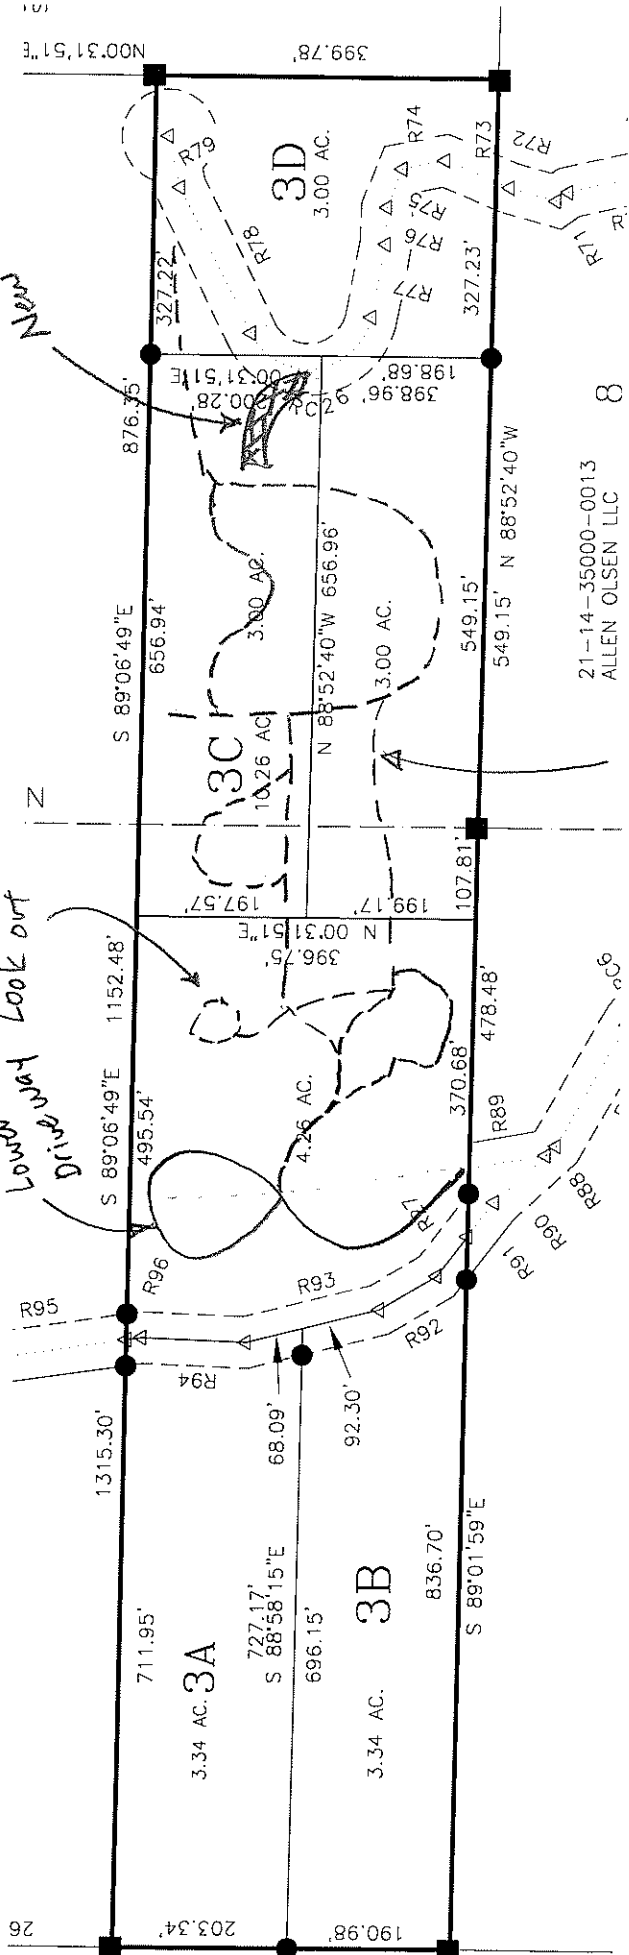 N00°31'51"E
399.78'
R79
3D
3.00 AC.
R74
R73
R72
R78
R75
R76
R77
R71
327.22'
327.23'
New
876.35'
00°31'51"E
200.28
198.68'
398.96'
S 89°06'49"E
656.94'
3.00 AC.
N 88°52'40"W 656.96'
3.00 AC.
549.15'
549.15' N 88°52'40"W
8
21-14-35000-0013
ALLEN OLSEN LLC
3C
10.26 AC.
N
197.57'
199.17'
107.81'
N 00°31'51"E
396.75'
Look out
Lower
Driveway
1152.48'
S 89°06'49"E
495.54'
4.26 AC.
478.48'
370.68'
R89
R88
R90
R91
R96
R95
R93
R92
R94
68.09'
92.30'
1315.30'
711.95'
3A
3.34 AC.
727.17'
S 88°58'15"E
696.15'
3B
3.34 AC.
836.70'
S 89°01'59"E
26
203.34'
190.98'